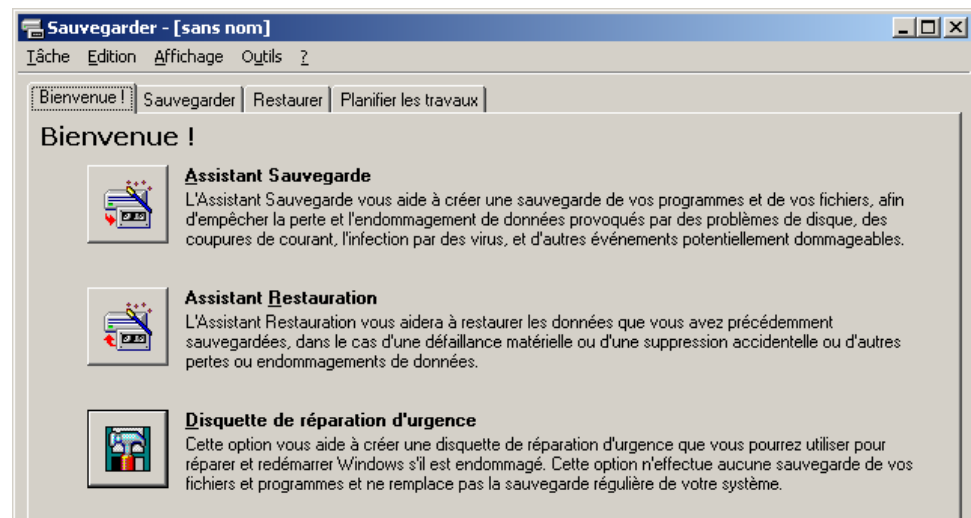 Sauvegarder - [sans nom]
Tâche Edition Affichage Outils ?
Bienvenue ! Sauvegarder Restaurer Planifier les travaux
Bienvenue !
Assistant Sauvegarde
L'Assistant Sauvegarde vous aide à créer une sauvegarde de vos programmes et de vos fichiers, afin
d'empêcher la perte et l'endommagement de données provoqués par des problèmes de disque, des
coupures de courant, l'infection par des virus, et d'autres événements potentiellement dommageables.
Assistant Restauration
L'Assistant Restauration vous aidera à restaurer les données que vous avez précédemment
sauvegardées, dans le cas d'une défaillance matérielle ou d'une suppression accidentelle ou d'autres
pertes ou endommagements de données.
Disquette de réparation d'urgence
Cette option vous aide à créer une disquette de réparation d'urgence que vous pourrez utiliser pour
réparer et redémarrer Windows s'il est endommagé. Cette option n'effectue aucune sauvegarde de vos
fichiers et programmes et ne remplace pas la sauvegarde régulière de votre système.